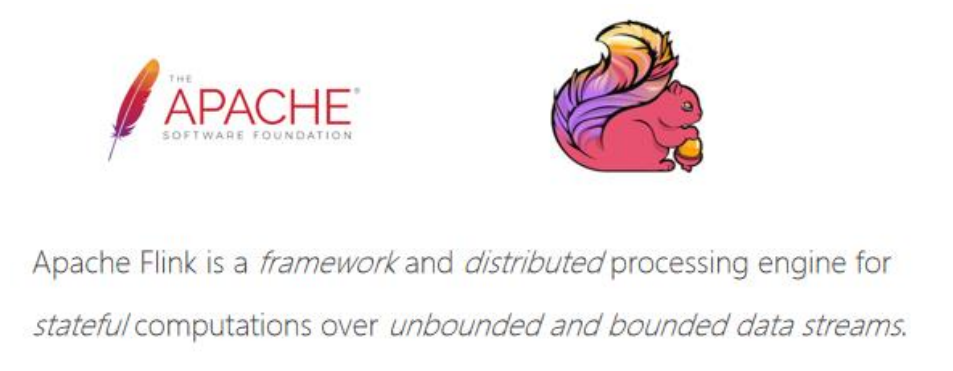 THE
APACHE®
SOFTWARE FOUNDATION
Apache Flink is a framework and distributed processing engine for
stateful computations over unbounded and bounded data streams.